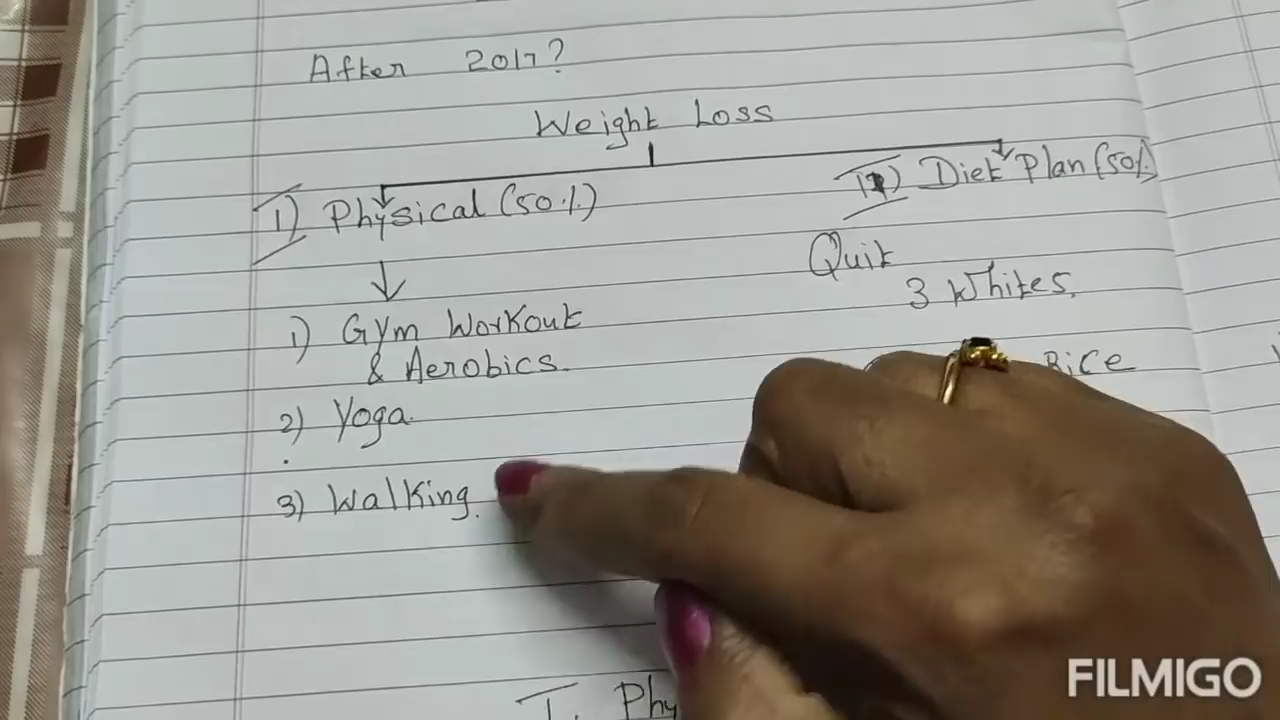 After 2017?
Weight Loss
I) Physical (50%)
II) Diet Plan (50%)
Quit
3 Whites.
1) Gym Workout
& Aerobics.
Rice
2) Yoga.
3) Walking.
I. Phy
FILMIGO